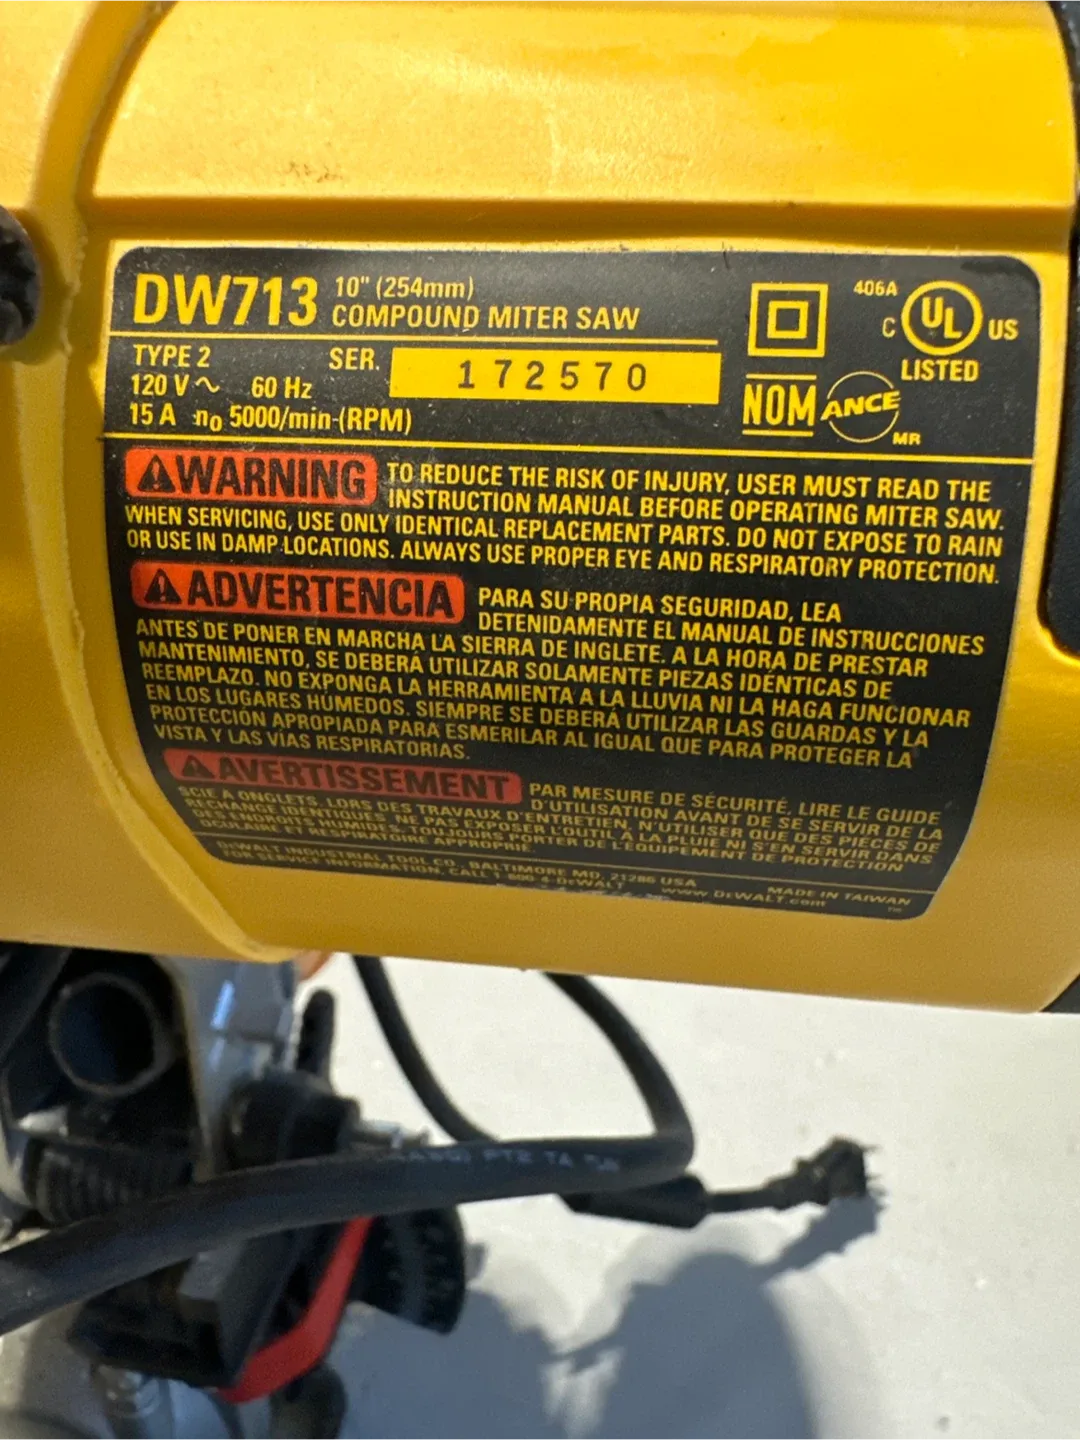 DW713 10" (254mm)
COMPOUND MITER SAW
TYPE 2 SER. 172570
120 V ~ 60 Hz
15 A no 5000/min-(RPM)
406A
C UL US
LISTED
NOM ANCE
MR
WARNING TO REDUCE THE RISK OF INJURY, USER MUST READ THE
INSTRUCTION MANUAL BEFORE OPERATING MITER SAW.
WHEN SERVICING, USE ONLY IDENTICAL REPLACEMENT PARTS. DO NOT EXPOSE TO RAIN
OR USE IN DAMP LOCATIONS. ALWAYS USE PROPER EYE AND RESPIRATORY PROTECTION.
ADVERTENCIA PARA SU PROPIA SEGURIDAD, LEA
DETENIDAMENTE EL MANUAL DE INSTRUCCIONES
ANTES DE PONER EN MARCHA LA SIERRA DE INGLETE. A LA HORA DE PRESTAR
MANTENIMIENTO, SE DEBERÁ UTILIZAR SOLAMENTE PIEZAS IDÉNTICAS DE
REEMPLAZO. NO EXPONGA LA HERRAMIENTA A LA LLUVIA NI LA HAGA FUNCIONAR
EN LOS LUGARES HÚMEDOS. SIEMPRE SE DEBERÁ UTILIZAR LAS GUARDAS Y LA
PROTECCIÓN APROPIADA PARA ESMERILAR AL IGUAL QUE PARA PROTEGER LA
VISTA Y LAS VÍAS RESPIRATORIAS.
AVERTISSEMENT PAR MESURE DE SÉCURITÉ, LIRE LE GUIDE
D'UTILISATION AVANT DE SE SERVIR DE LA
SCIE À ONGLETS, LORS DES TRAVAUX D'ENTRETIEN, N'UTILISER QUE DES PIÈCES DE
RECHANGE IDENTIQUES NE PAS EXPOSER L'OUTIL À LA PLUIE NI S'EN SERVIR DANS
DES ENDROITS HUMIDES. TOUJOURS PORTER DE L'ÉQUIPEMENT DE PROTECTION
OCULAIRE ET RESPIRATOIRE APPROPRIÉ.
DEWALT INDUSTRIAL TOOL CO., BALTIMORE MD, 21286 USA
FOR SERVICE INFORMATION, CALL 1-800-4-DEWALT www.DEWALT.com
MADE IN TAIWAN
TM